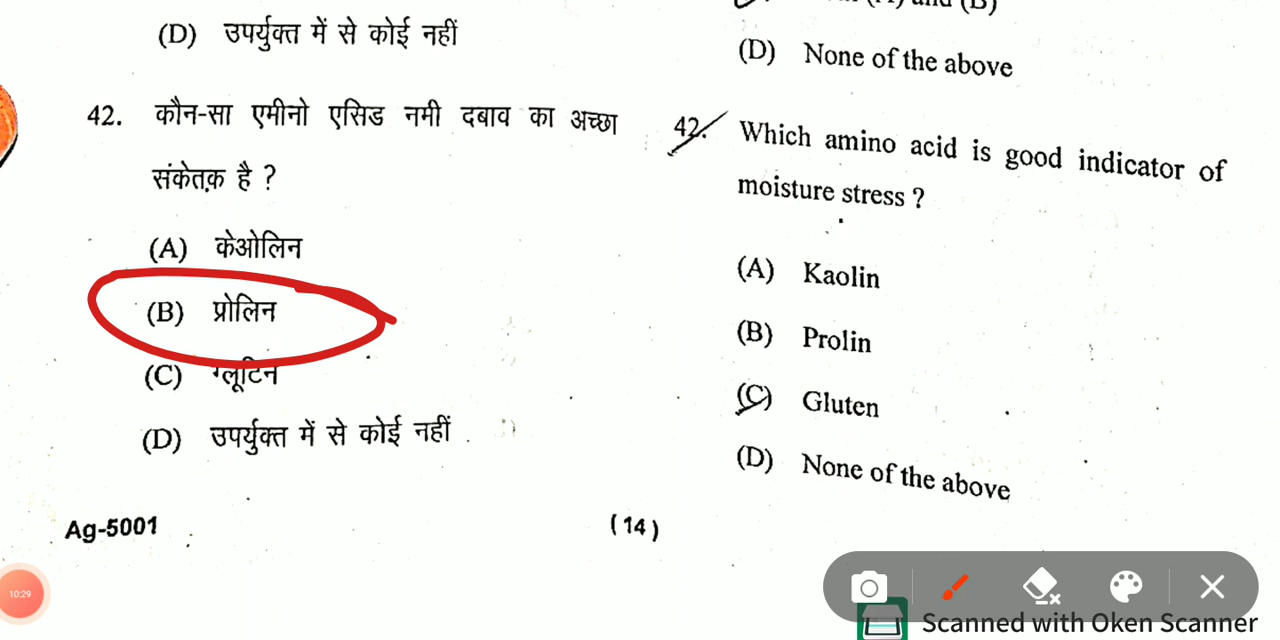 (D) उपर्युक्त में से कोई नहीं
42. कौन-सा एमीनो एसिड नमी दबाव का अच्छा
संकेतक़ है ?
(A) केओलिन
(B) प्रोलिन
(C) ग्लूटिन
(D) उपर्युक्त में से कोई नहीं
Ag-5001
(14)
and (B)
(D) None of the above
42. Which amino acid is good indicator of
moisture stress ?
(A) Kaolin
(B) Prolin
(C) Gluten
(D) None of the above
10:29
Scanned with Oken Scanner